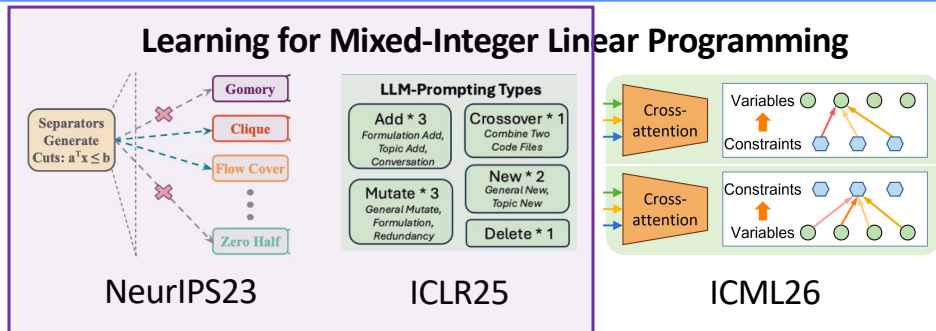 Learning for Mixed-Integer Linear Programming
Separators
Generate
Cuts: aᵀx ≤ b
Gomory
Clique
Flow Cover
Zero Half
NeurIPS23
LLM-Prompting Types
Add * 3
Formulation Add,
Topic Add,
Conversation
Crossover * 1
Combine Two
Code Files
Mutate * 3
General Mutate,
Formulation,
Redundancy
New * 2
General New,
Topic New
Delete * 1
ICLR25
Cross-
attention
Variables
Constraints
Cross-
attention
Constraints
Variables
ICML26